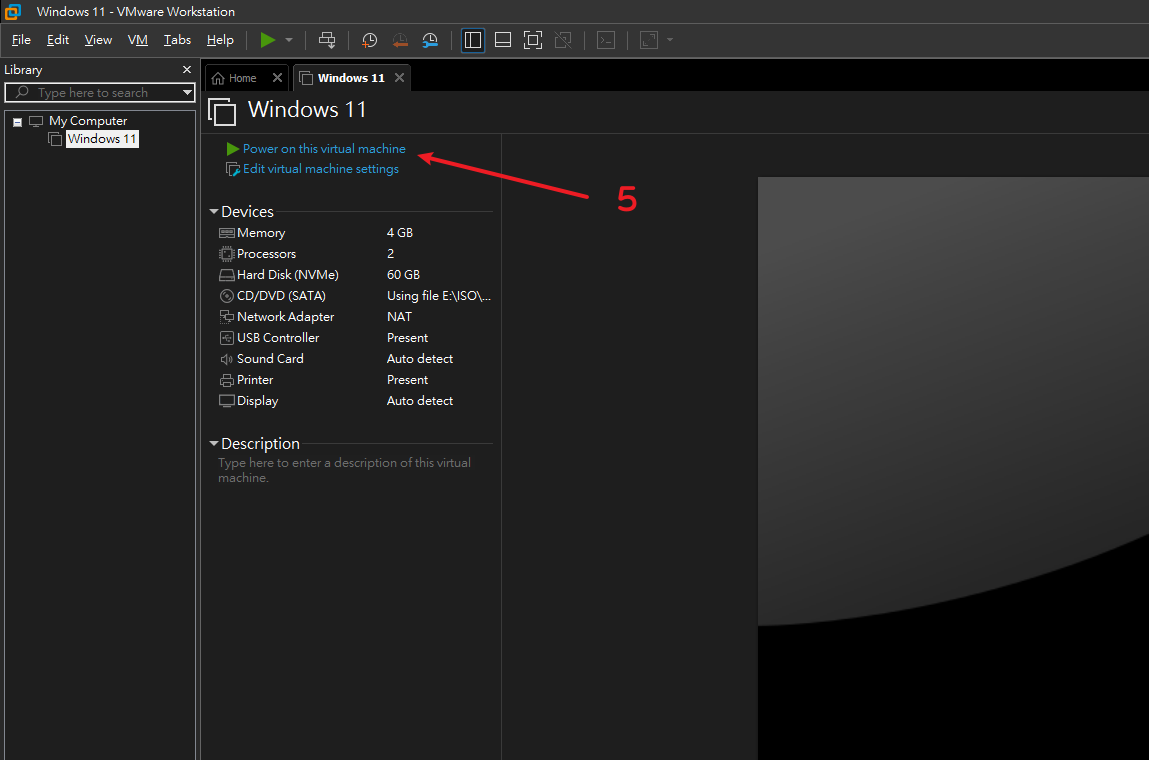 Windows 11 - VMware Workstation
File Edit View VM Tabs Help
Library
Type here to search
My Computer
Windows 11
Home
Windows 11
Windows 11
Power on this virtual machine
Edit virtual machine settings
5
Devices
Memory 4 GB
Processors 2
Hard Disk (NVMe) 60 GB
CD/DVD (SATA) Using file E:\ISO\...
Network Adapter NAT
USB Controller Present
Sound Card Auto detect
Printer Present
Display Auto detect
Description
Type here to enter a description of this virtual
machine.